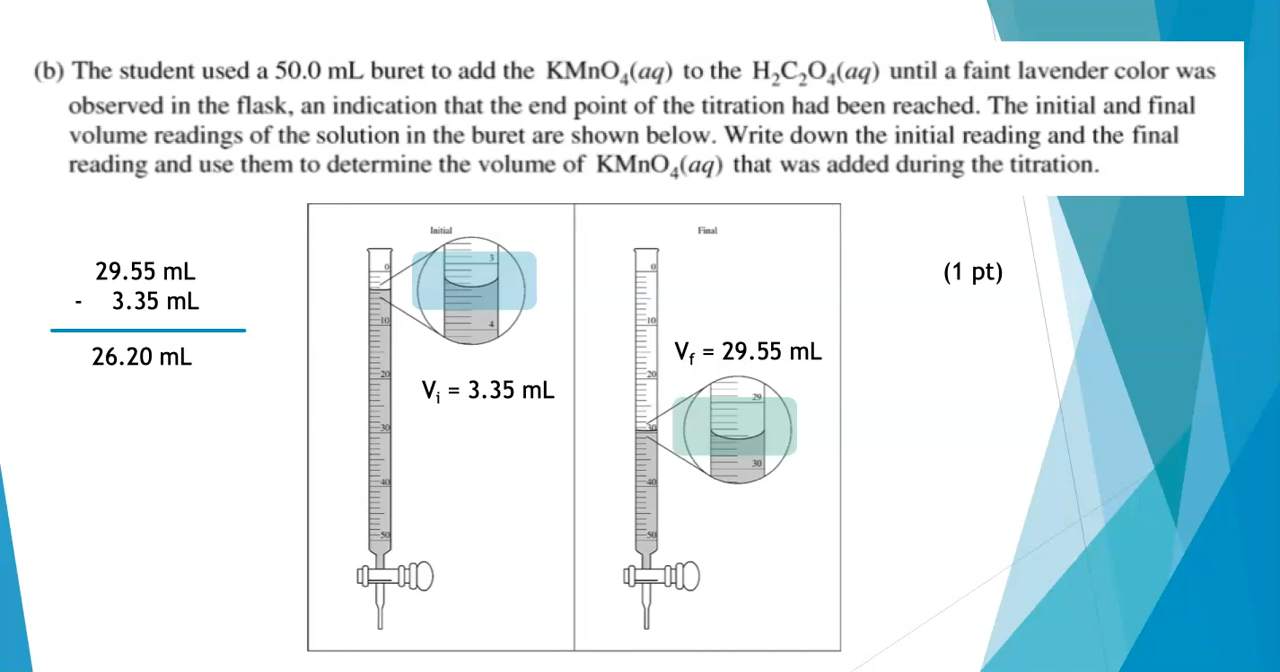 (b) The student used a 50.0 mL buret to add the KMnO₄(aq) to the H₂C₂O₄(aq) until a faint lavender color was
observed in the flask, an indication that the end point of the titration had been reached. The initial and final
volume readings of the solution in the buret are shown below. Write down the initial reading and the final
reading and use them to determine the volume of KMnO₄(aq) that was added during the titration.
29.55 mL
- 3.35 mL
26.20 mL
Initial
3
4
0
10
20
30
40
50
Vᵢ = 3.35 mL
Final
0
10
20
30
40
50
V_f = 29.55 mL
29
30
(1 pt)